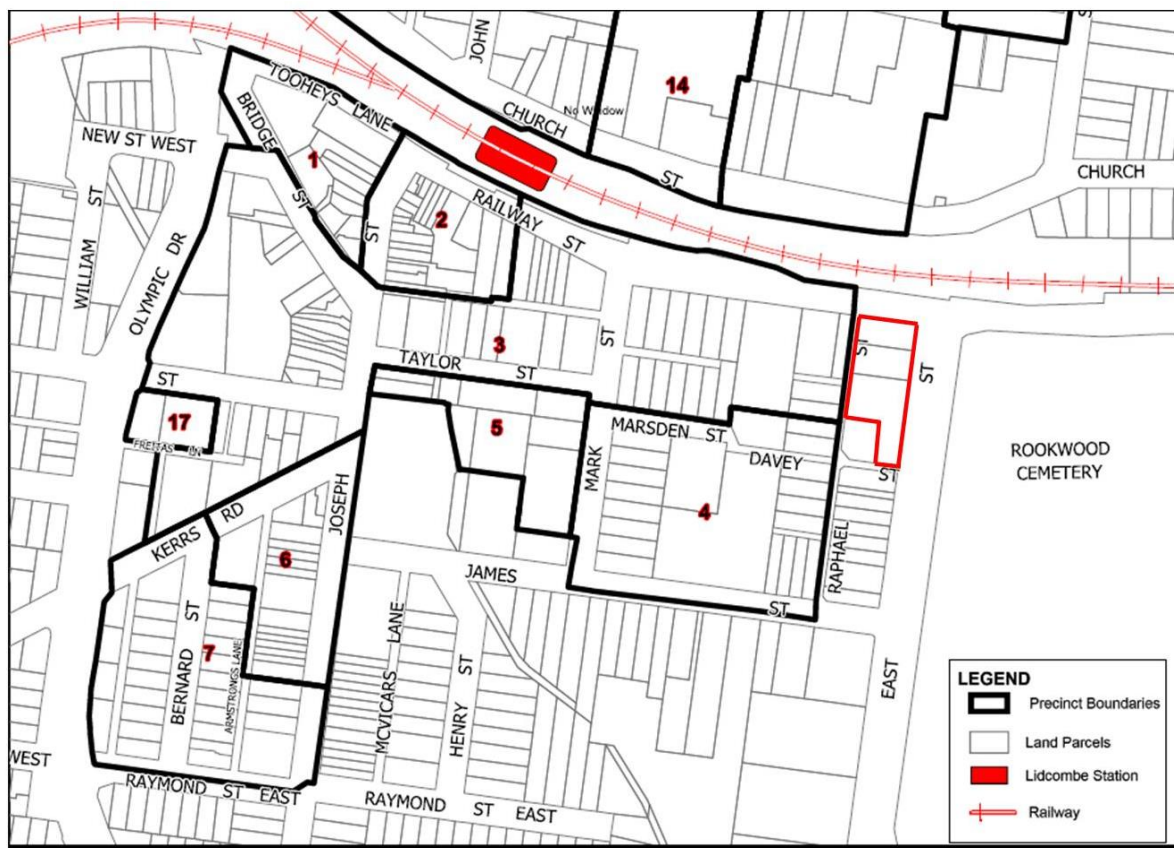 JOHN
14
No Window
TOOHEYS LANE
CHURCH
ST
BRIDGE
ST
NEW ST WEST
CHURCH
1
2
ST
RAILWAY
ST
WILLIAM
ST
OLYMPIC DR
3
ST
TAYLOR
ST
ST
ST
ST
17
FREITAS LN
5
MARK
MARSDEN ST
DAVEY
ST
ROOKWOOD
CEMETERY
KERRS RD
JOSEPH
4
6
RAPHAEL
JAMES
ST
BERNARD
ST
7
ARMSTRONGS LANE
MCVICARS LANE
HENRY
ST
EAST
WEST
RAYMOND ST EAST
RAYMOND ST EAST
LEGEND
Precinct Boundaries
Land Parcels
Lidcombe Station
Railway